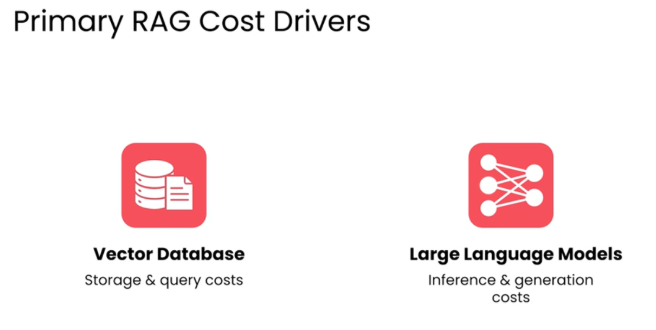 Primary RAG Cost Drivers
Vector Database
Storage & query costs
Large Language Models
Inference & generation
costs